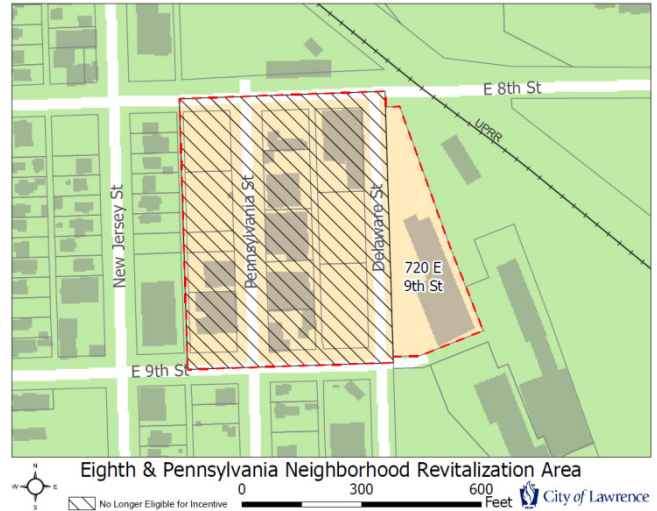 E 8th St
UPRR
New Jersey St
Pennsylvania St
Delaware St
720 E
9th St
E 9th St
Eighth & Pennsylvania Neighborhood Revitalization Area
N
W E
S
No Longer Eligible for Incentive
0 300 600
Feet
City of Lawrence